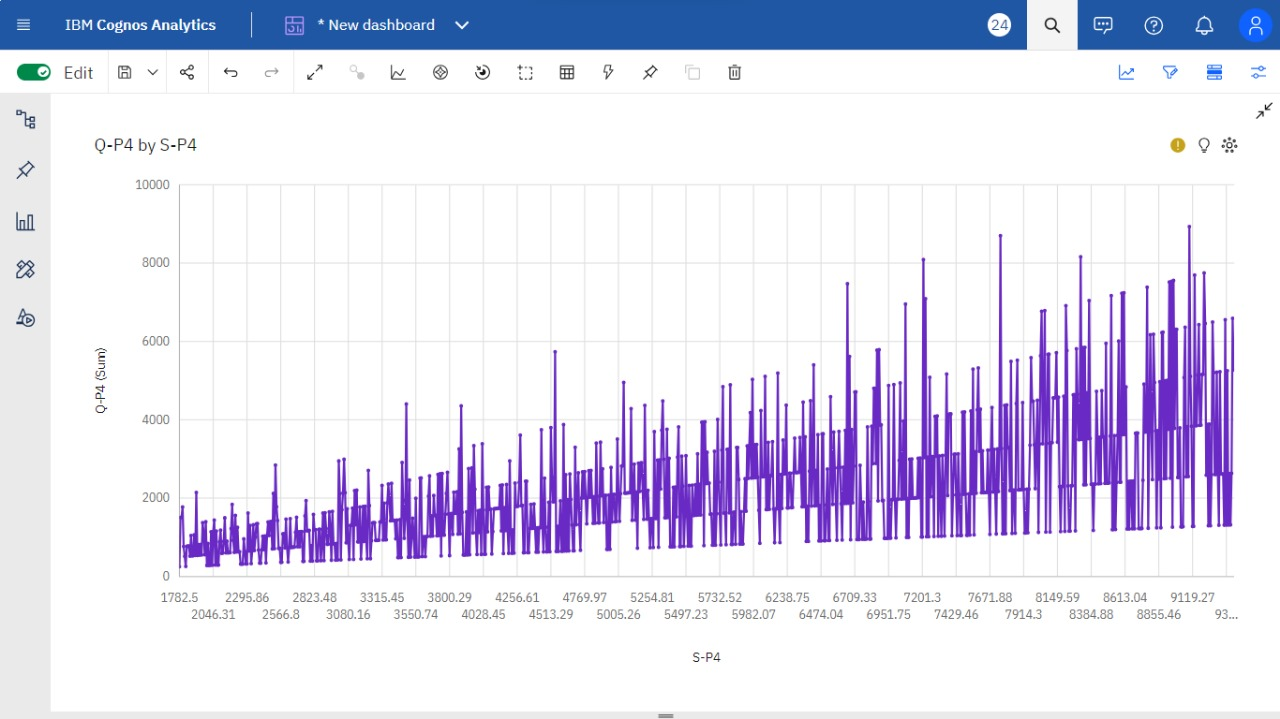 IBM Cognos Analytics
* New dashboard
24
Edit
Q-P4 by S-P4
10000
8000
6000
4000
2000
0
Q-P4 (Sum)
1782.5 2295.86 2823.48 3315.45 3800.29 4256.61 4769.97 5254.81 5732.52 6238.75 6709.33 7201.3 7671.88 8149.59 8613.04 9119.27
2046.31 2566.8 3080.16 3550.74 4028.45 4513.29 5005.26 5497.23 5982.07 6474.04 6951.75 7429.46 7914.3 8384.88 8855.46 93...
S-P4